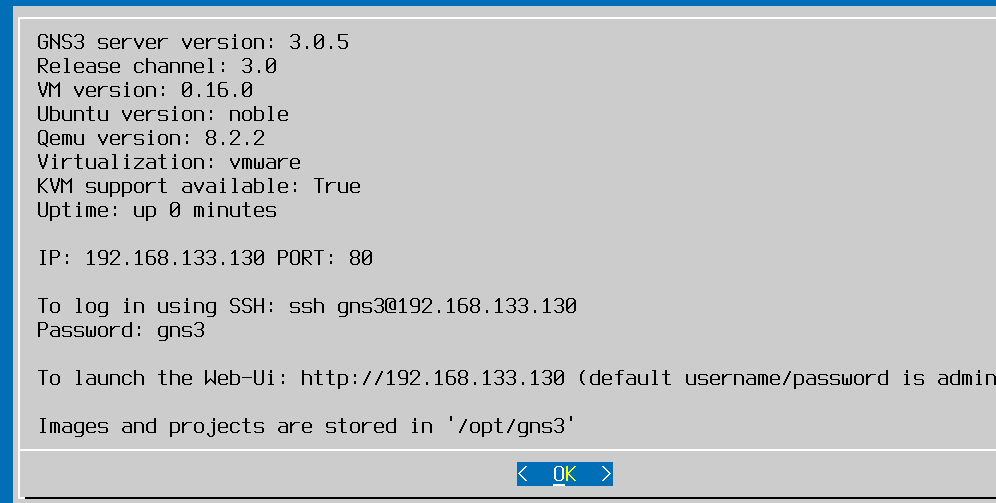 GNS3 server version: 3.0.5
Release channel: 3.0
VM version: 0.16.0
Ubuntu version: noble
Qemu version: 8.2.2
Virtualization: vmware
KVM support available: True
Uptime: up 0 minutes
IP: 192.168.133.130 PORT: 80
To log in using SSH: ssh gns3@192.168.133.130
Password: gns3
To launch the Web-Ui: http://192.168.133.130 (default username/password is admin
Images and projects are stored in '/opt/gns3'
< OK >